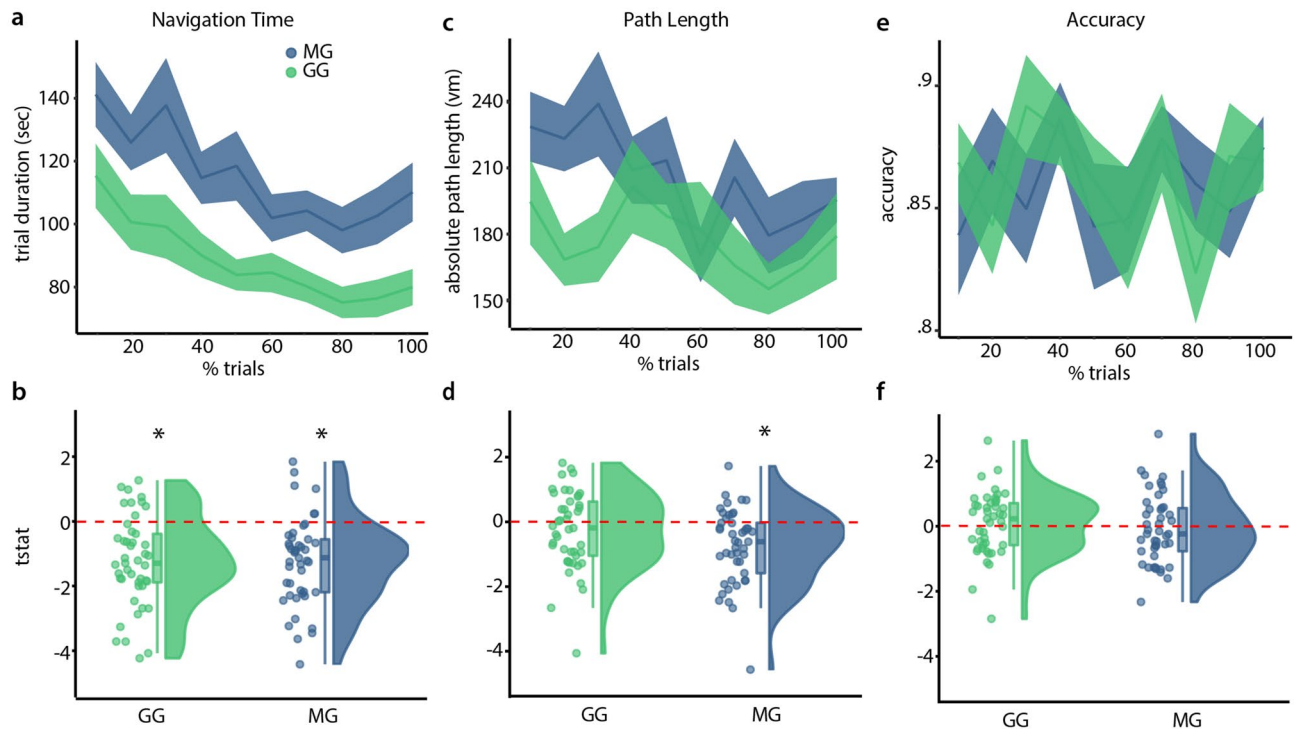 a
Navigation Time
MG
GG
trial duration (sec)
140
120
100
80
20 40 60 80 100
% trials
c
Path Length
absolute path length (vm)
240
210
180
150
20 40 60 80 100
% trials
e
Accuracy
accuracy
.9
.85
.8
20 40 60 80 100
% trials
b
tstat
* *
2
0
-2
-4
GG MG
d
*
2
0
-2
-4
GG MG
f
2
0
-2
-4
GG MG